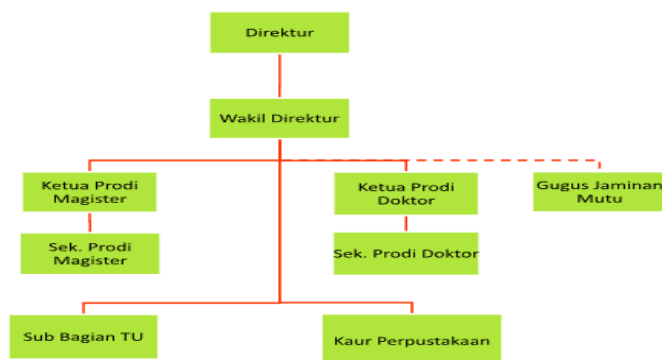 Direktur
Wakil Direktur
Ketua Prodi
Magister
Ketua Prodi
Doktor
Gugus Jaminan
Mutu
Sek. Prodi
Magister
Sek. Prodi Doktor
Sub Bagian TU
Kaur Perpustakaan